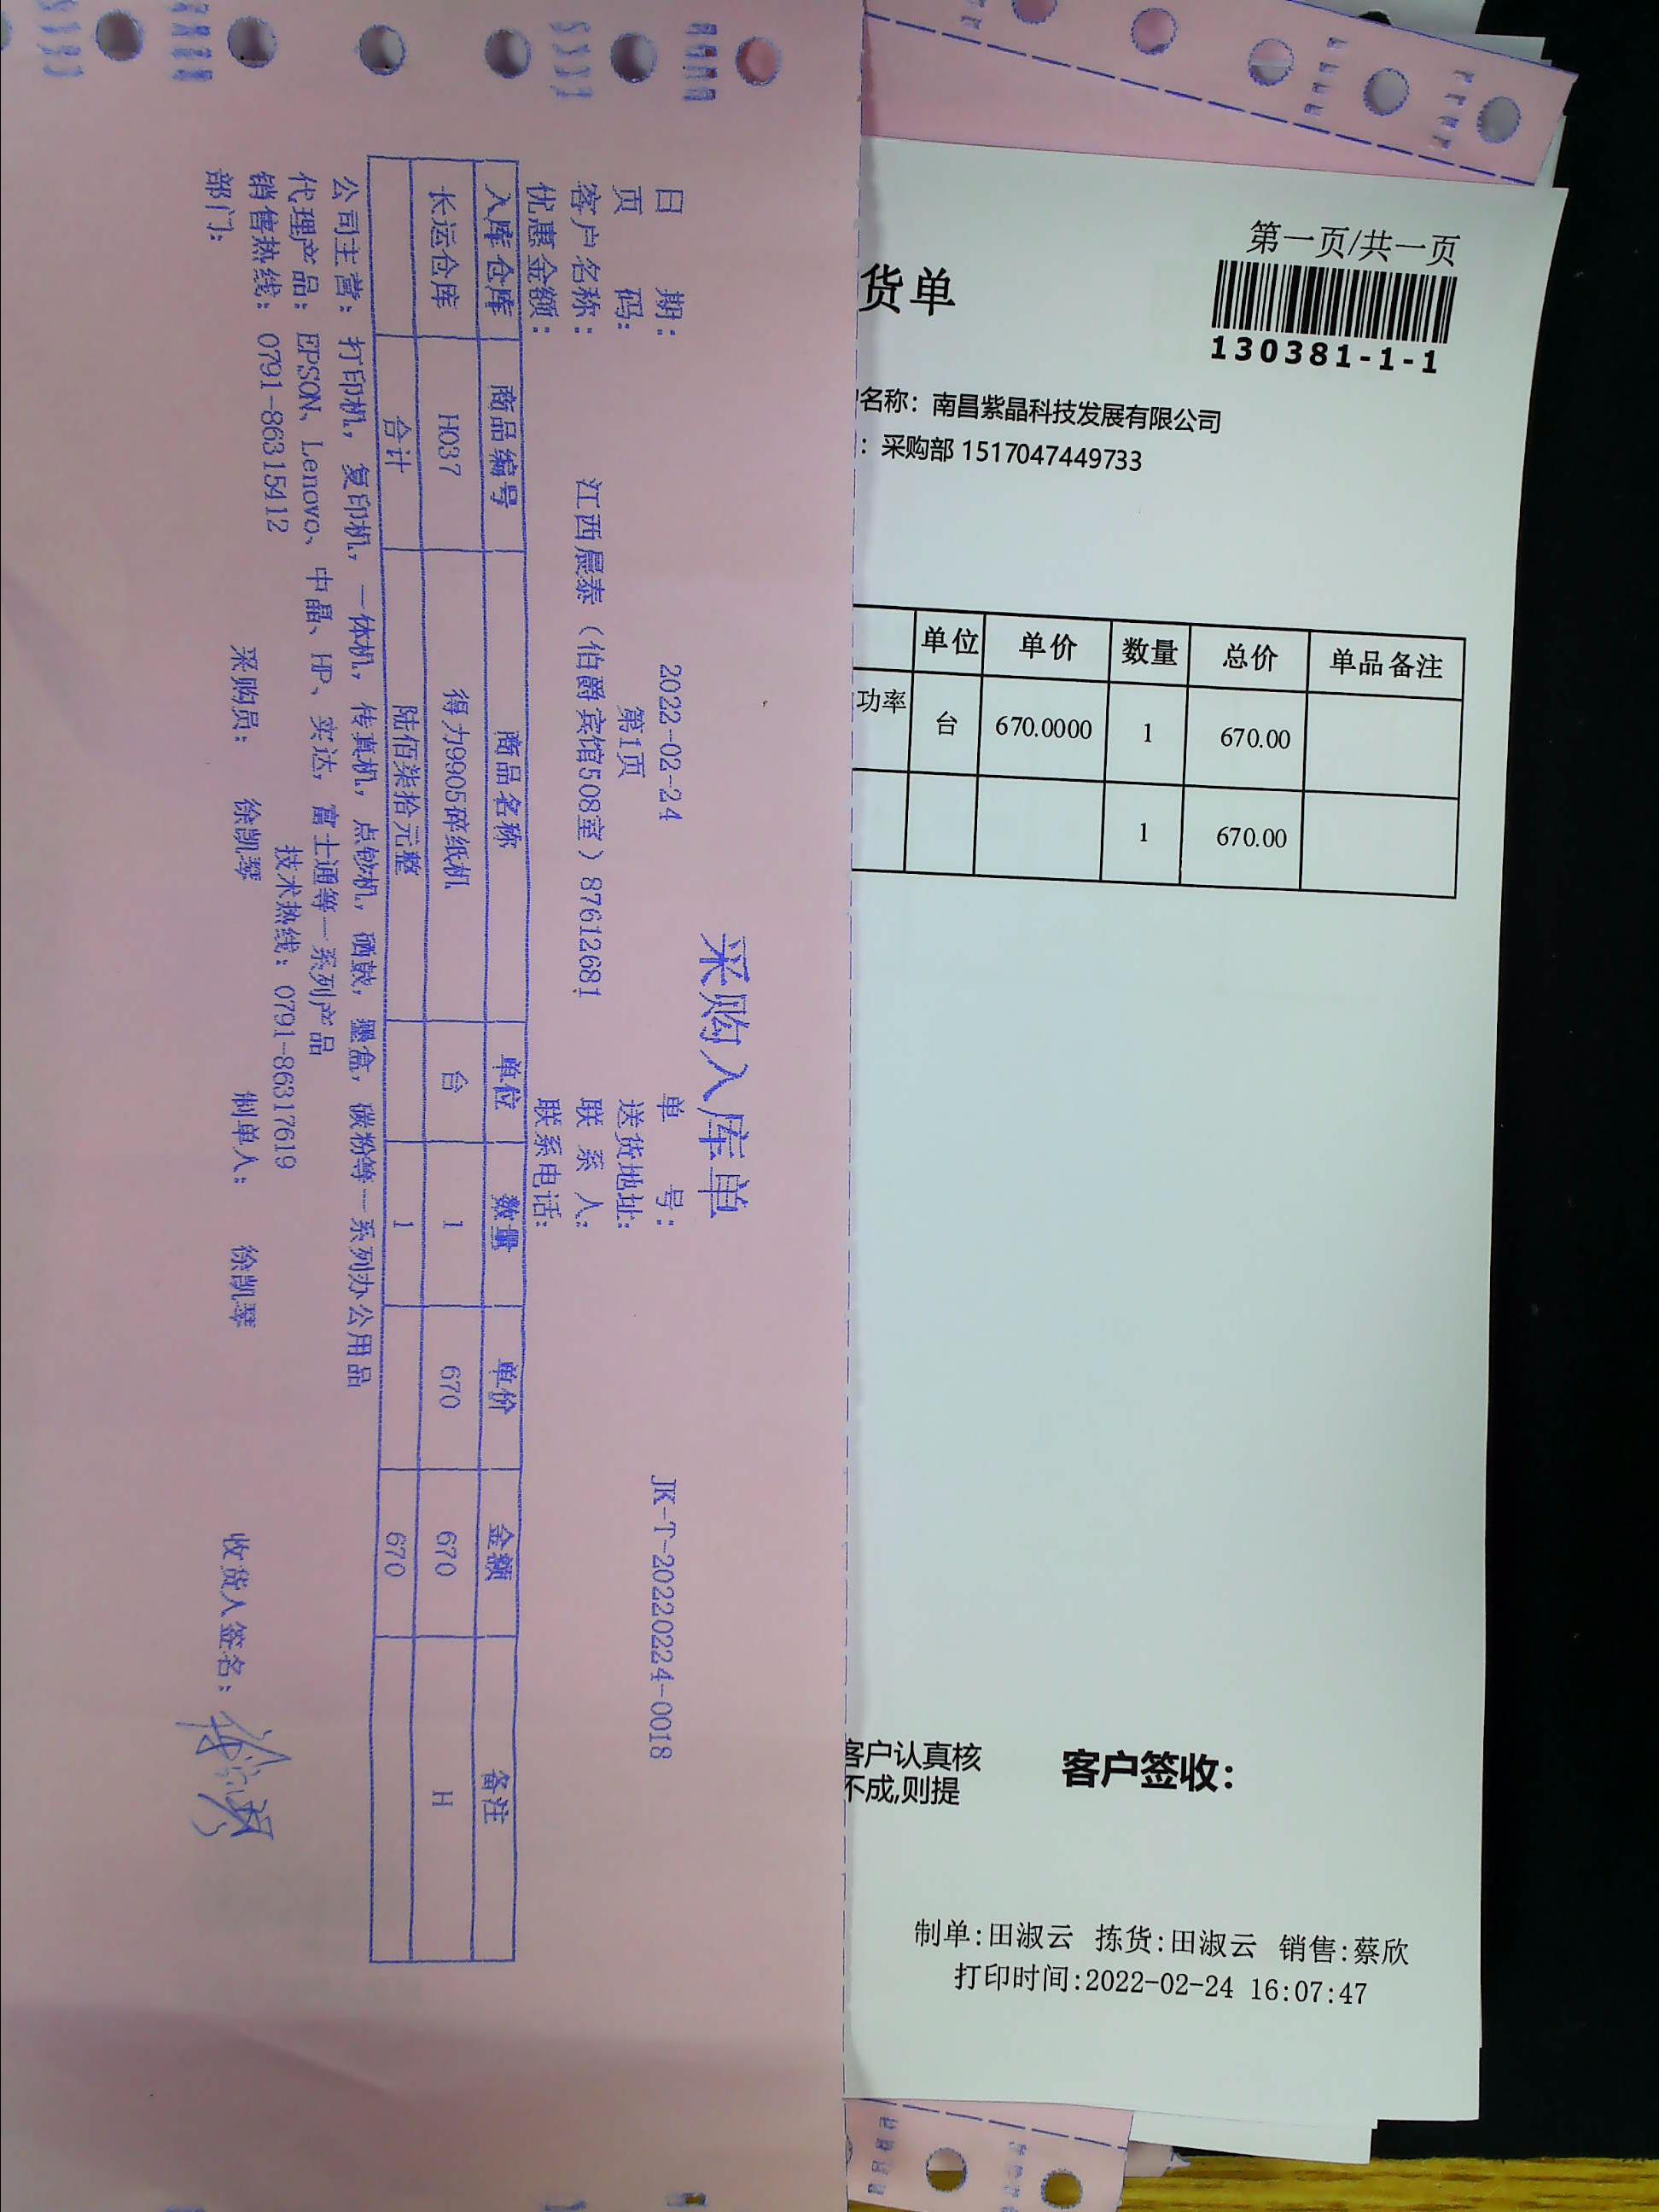 采购入库单
日 期: 2022-02-24 单 号: JK-T-20220224-0018
页 码: 第1页 送货地址:
客户名称: 江西晨泰（伯爵宾馆508室）87612681 联 系 人:
优惠金额: 联系电话:
入库仓库 商品编号 商品名称 单位 数量 单价 金额 备注
长运仓库 H037 得力9905碎纸机 台 1 670 670 H
合计 陆佰柒拾元整 1 670
公司主营: 打印机, 复印机, 一体机, 传真机, 点钞机, 硒鼓, 墨盒, 碳粉等一系列办公用品
代理产品: EPSON、Lenovo、中晶、HP、实达, 富士通等一系列产品
销售热线: 0791-86315412 技术热线: 0791-86317619
部门: 采购员: 徐凯琴 制单人: 徐凯琴 收货人签名:
第一页/共一页
货单
130381-1-1
名称: 南昌紫晶科技发展有限公司
: 采购部 1517047449733
单位 单价 数量 总价 单品备注
功率 台 670.0000 1 670.00
1 670.00
客户认真核
不成,则提
客户签收:
制单:田淑云 拣货:田淑云 销售:蔡欣
打印时间:2022-02-24 16:07:47